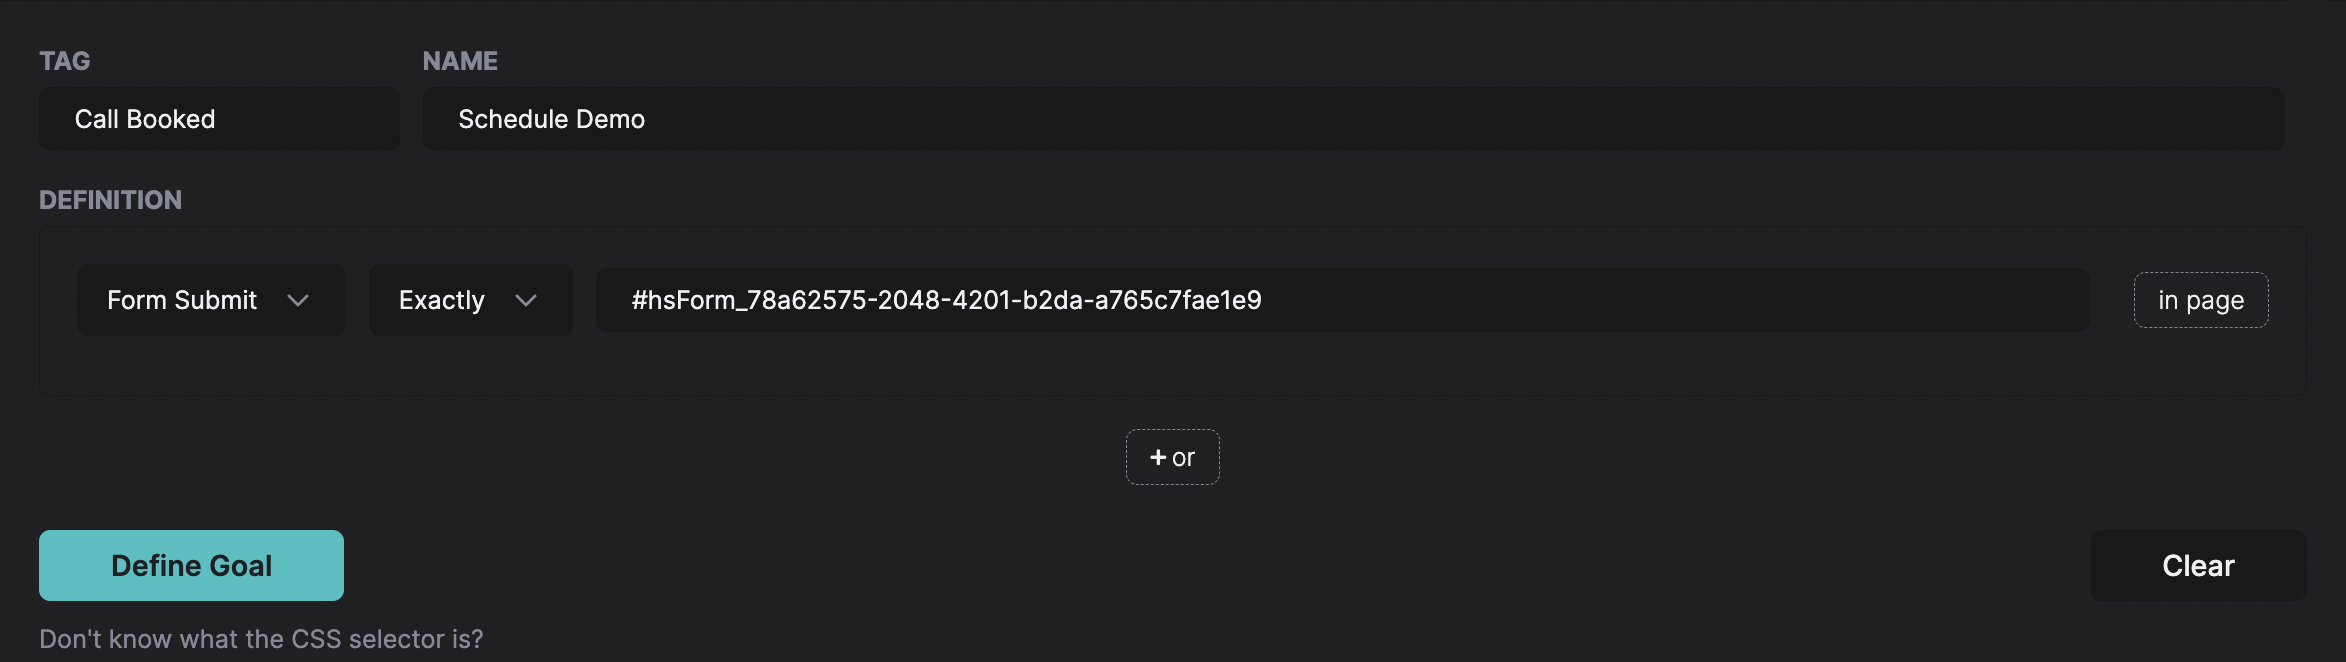 TAG NAME
Call Booked Schedule Demo
DEFINITION
Form Submit Exactly #hsForm_78a62575-2048-4201-b2da-a765c7fae1e9 in page
+ or
Define Goal Clear
Don't know what the CSS selector is?